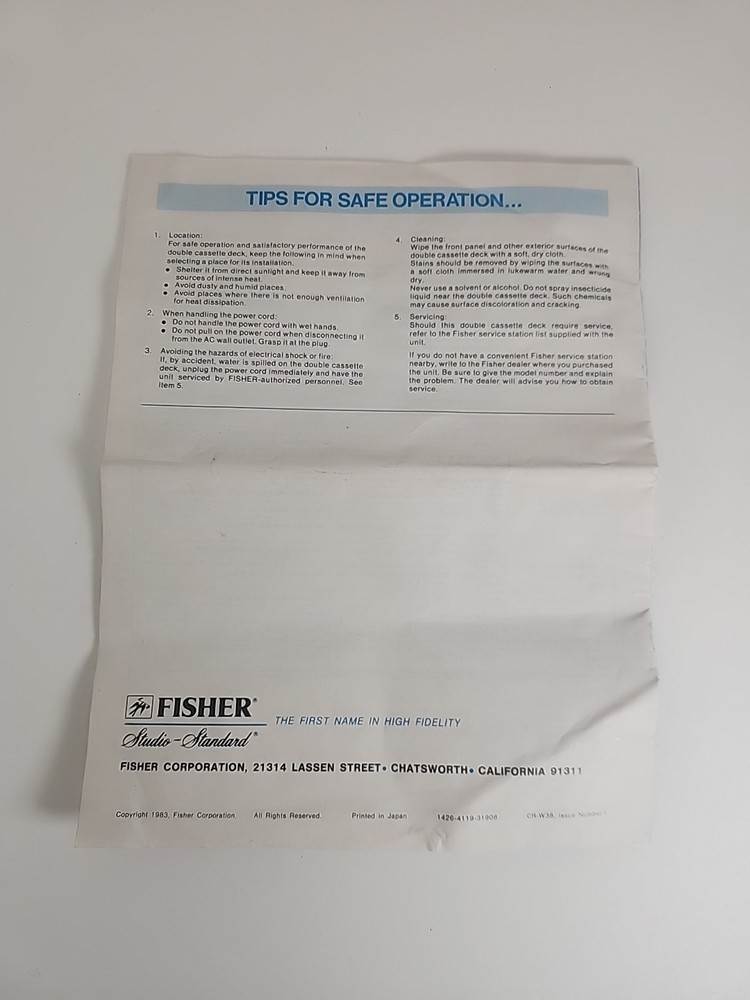 TIPS FOR SAFE OPERATION...
1. Location:
For safe operation and satisfactory performance of the
double cassette deck, keep the following in mind when
selecting a place for its installation.
● Shelter it from direct sunlight and keep it away from
sources of intense heat.
● Avoid dusty and humid places.
● Avoid places where there is not enough ventilation
for heat dissipation.
2. When handling the power cord:
● Do not handle the power cord with wet hands.
● Do not pull on the power cord when disconnecting it
from the AC wall outlet. Grasp it at the plug.
3. Avoiding the hazards of electrical shock or fire:
If, by accident, water is spilled on the double cassette
deck, unplug the power cord immediately and have the
unit serviced by FISHER-authorized personnel. See
Item 5.
4. Cleaning:
Wipe the front panel and other exterior surfaces of the
double cassette deck with a soft, dry cloth.
Stains should be removed by wiping the surfaces with
a soft cloth immersed in lukewarm water and wrung
dry.
Never use a solvent or alcohol. Do not spray insecticide
liquid near the double cassette deck. Such chemicals
may cause surface discoloration and cracking.
5. Servicing:
Should this double cassette deck require service,
refer to the Fisher service station list supplied with the
unit.
If you do not have a convenient Fisher service station
nearby, write to the Fisher dealer where you purchased
the unit. Be sure to give the model number and explain
the problem. The dealer will advise you how to obtain
service.
FISHER®
THE FIRST NAME IN HIGH FIDELITY
Studio-Standard®
FISHER CORPORATION, 21314 LASSEN STREET • CHATSWORTH • CALIFORNIA 91311
Copyright 1983, Fisher Corporation. All Rights Reserved. Printed in Japan 1426-4119-31908 CR-W38, Issue Number